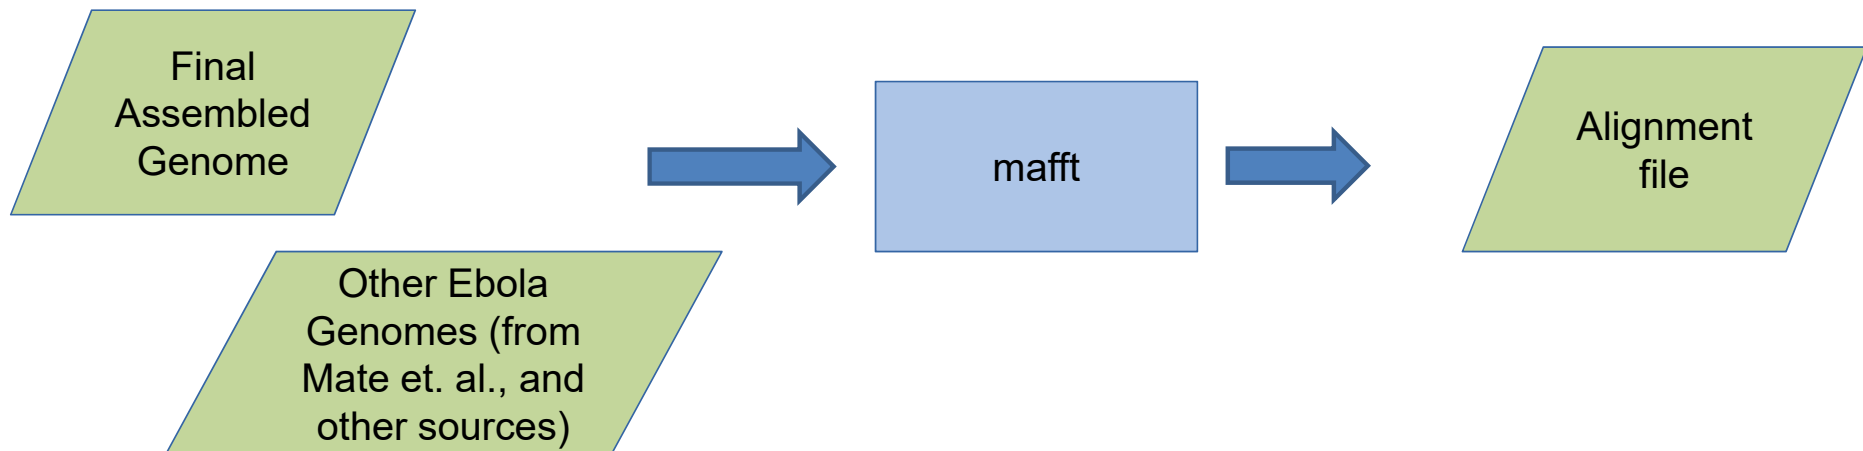 Final
Assembled
Genome
Other Ebola
Genomes (from
Mate et. al., and
other sources)
mafft
Alignment
file